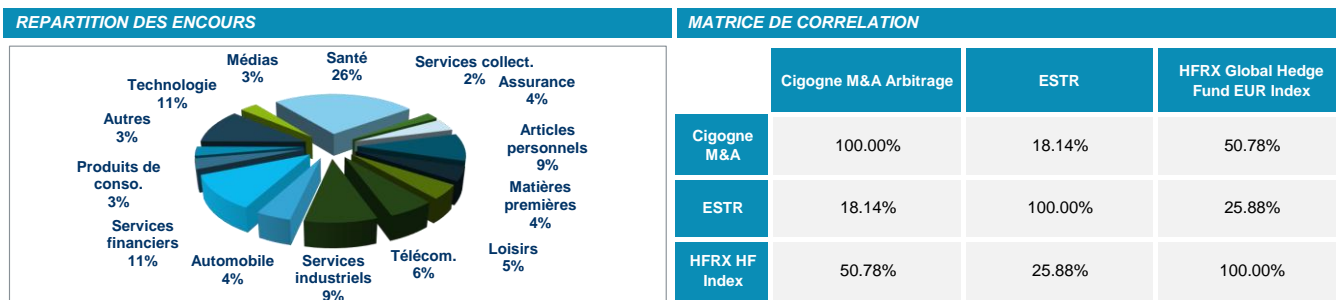 REPARTITION DES ENCOURS
Médias
3%
Santé
26%
Services collect.
2%
Assurance
4%
Technologie
11%
Autres
3%
Articles
personnels
9%
Produits de
conso.
3%
Matières
premières
4%
Services
financiers
11%
Automobile
4%
Services
industriels
9%
Télécom.
6%
Loisirs
5%
MATRICE DE CORRELATION
Cigogne M&A Arbitrage ESTR HFRX Global Hedge
Fund EUR Index
Cigogne
M&A
100.00% 18.14% 50.78%
ESTR 18.14% 100.00% 25.88%
HFRX HF
Index
50.78% 25.88% 100.00%